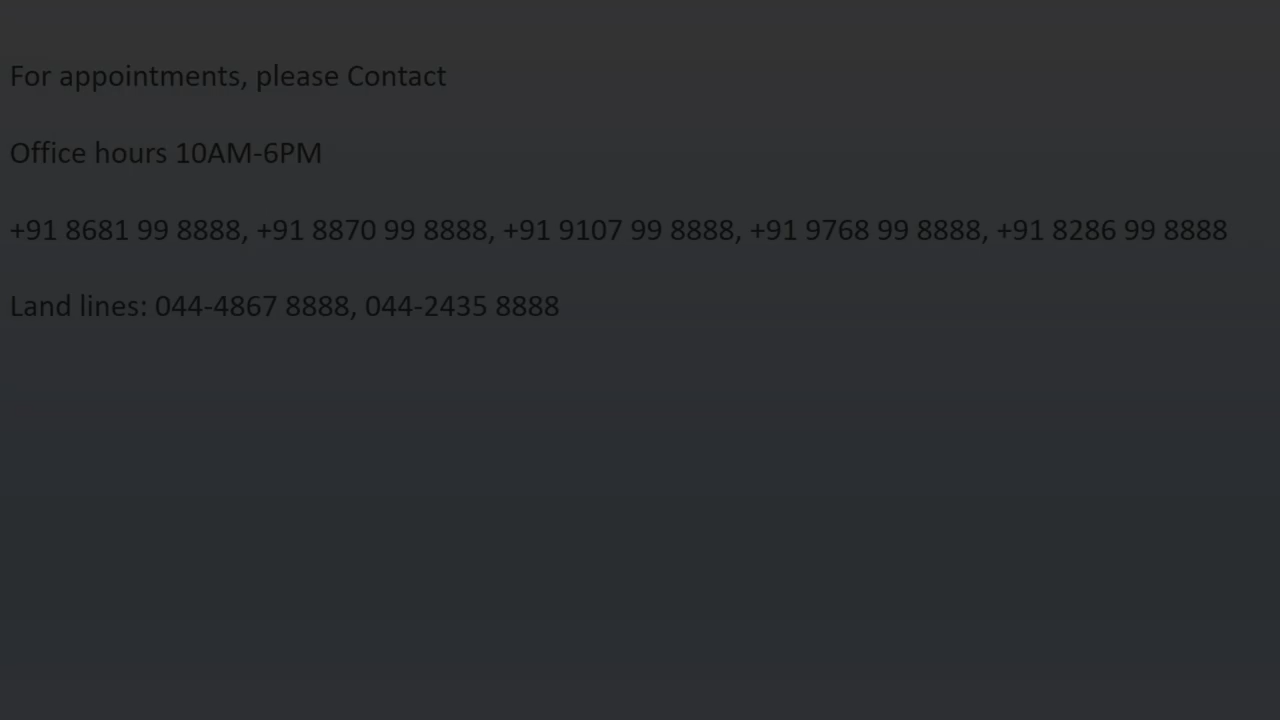 For appointments, please Contact
Office hours 10AM-6PM
+91 8681 99 8888, +91 8870 99 8888, +91 9107 99 8888, +91 9768 99 8888, +91 8286 99 8888
Land lines: 044-4867 8888, 044-2435 8888